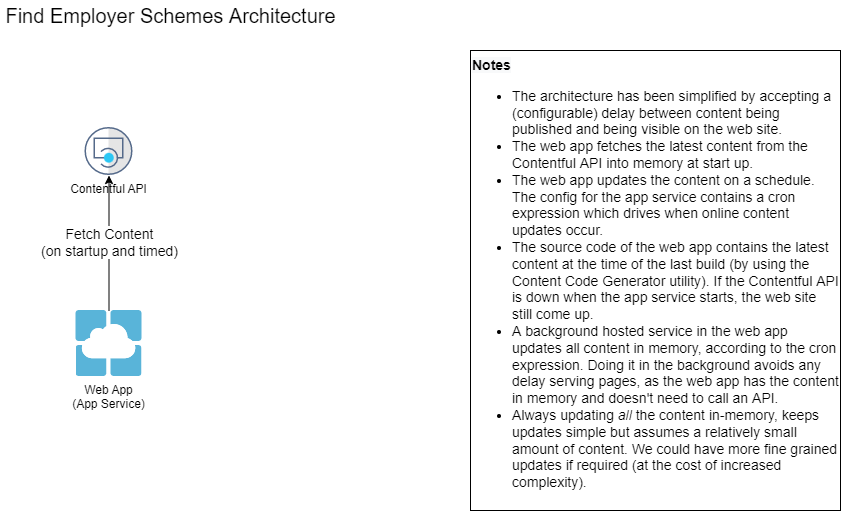 Find Employer Schemes Architecture
Contentful API
Fetch Content
(on startup and timed)
Web App
(App Service)
Notes
• The architecture has been simplified by accepting a
(configurable) delay between content being
published and being visible on the web site.
• The web app fetches the latest content from the
Contentful API into memory at start up.
• The web app updates the content on a schedule.
The config for the app service contains a cron
expression which drives when online content
updates occur.
• The source code of the web app contains the latest
content at the time of the last build (by using the
Content Code Generator utility). If the Contentful API
is down when the app service starts, the web site
still come up.
• A background hosted service in the web app
updates all content in memory, according to the cron
expression. Doing it in the background avoids any
delay serving pages, as the web app has the content
in memory and doesn't need to call an API.
• Always updating all the content in-memory, keeps
updates simple but assumes a relatively small
amount of content. We could have more fine grained
updates if required (at the cost of increased
complexity).